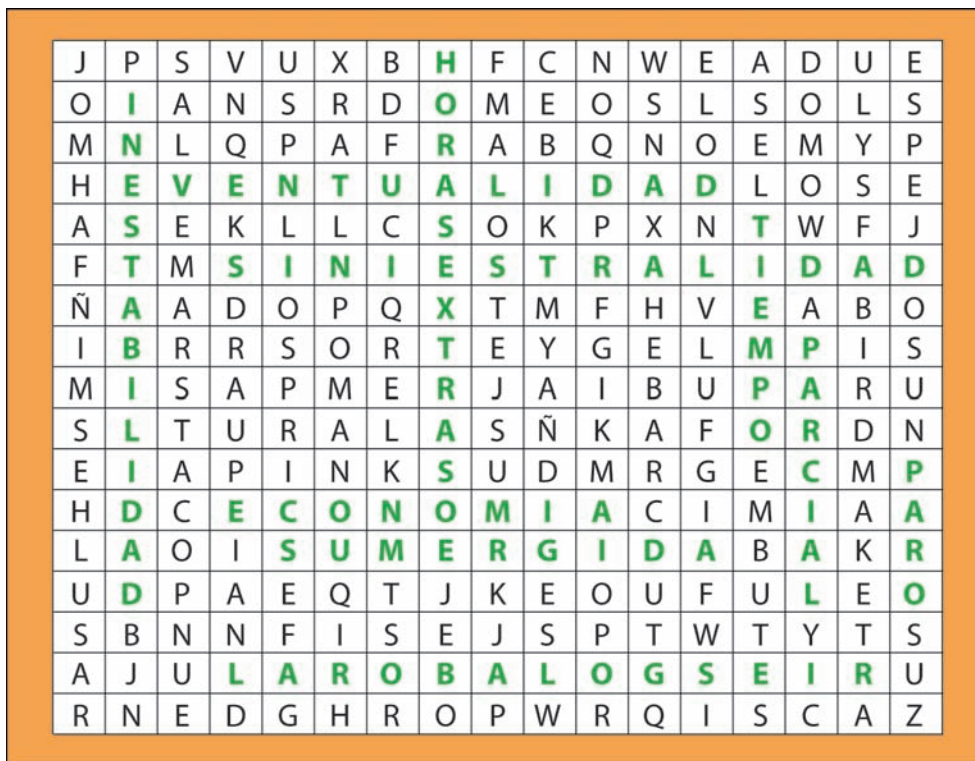 J P S V U X B H F C N W E A D U E
O I A N S R D O M E O S L S O L S
M N L Q P A F R A B Q N O E M Y P
H E V E N T U A L I D A D L O S E
A S E K L L C S O K P X N T W F J
F T M S I N I E S T R A L I D A D
Ñ A A D O P Q X T M F H V E A B O
I B R R S O R T E Y G E L M P I S
M I S A P M E R J A I B U P A R U
S L T U R A L A S Ñ K A F O R D N
E I A P I N K S U D M R G E C M P
H D C E C O N O M I A C I M I A A
L A O I S U M E R G I D A B A K R
U D P A E Q T J K E O U F U L E O
S B N N F I S E J S P T W T Y T S
A J U L A R O B A L O G S E I R U
R N E D G H R O P W R Q I S C A Z